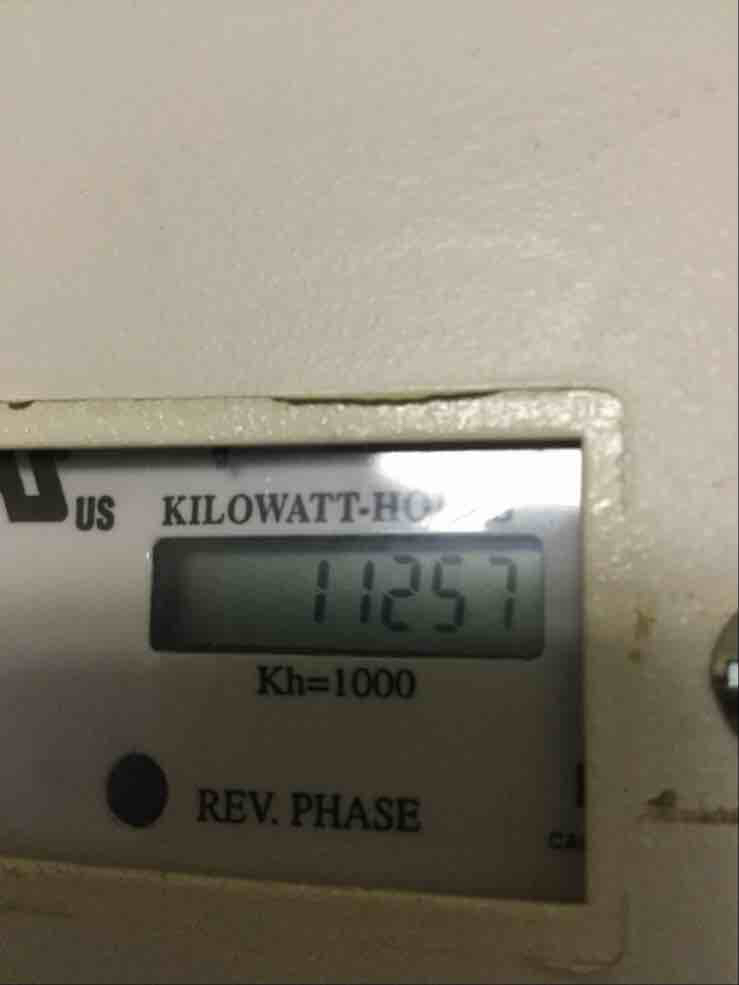 US
KILOWATT-HO
11257
Kh=1000
REV. PHASE